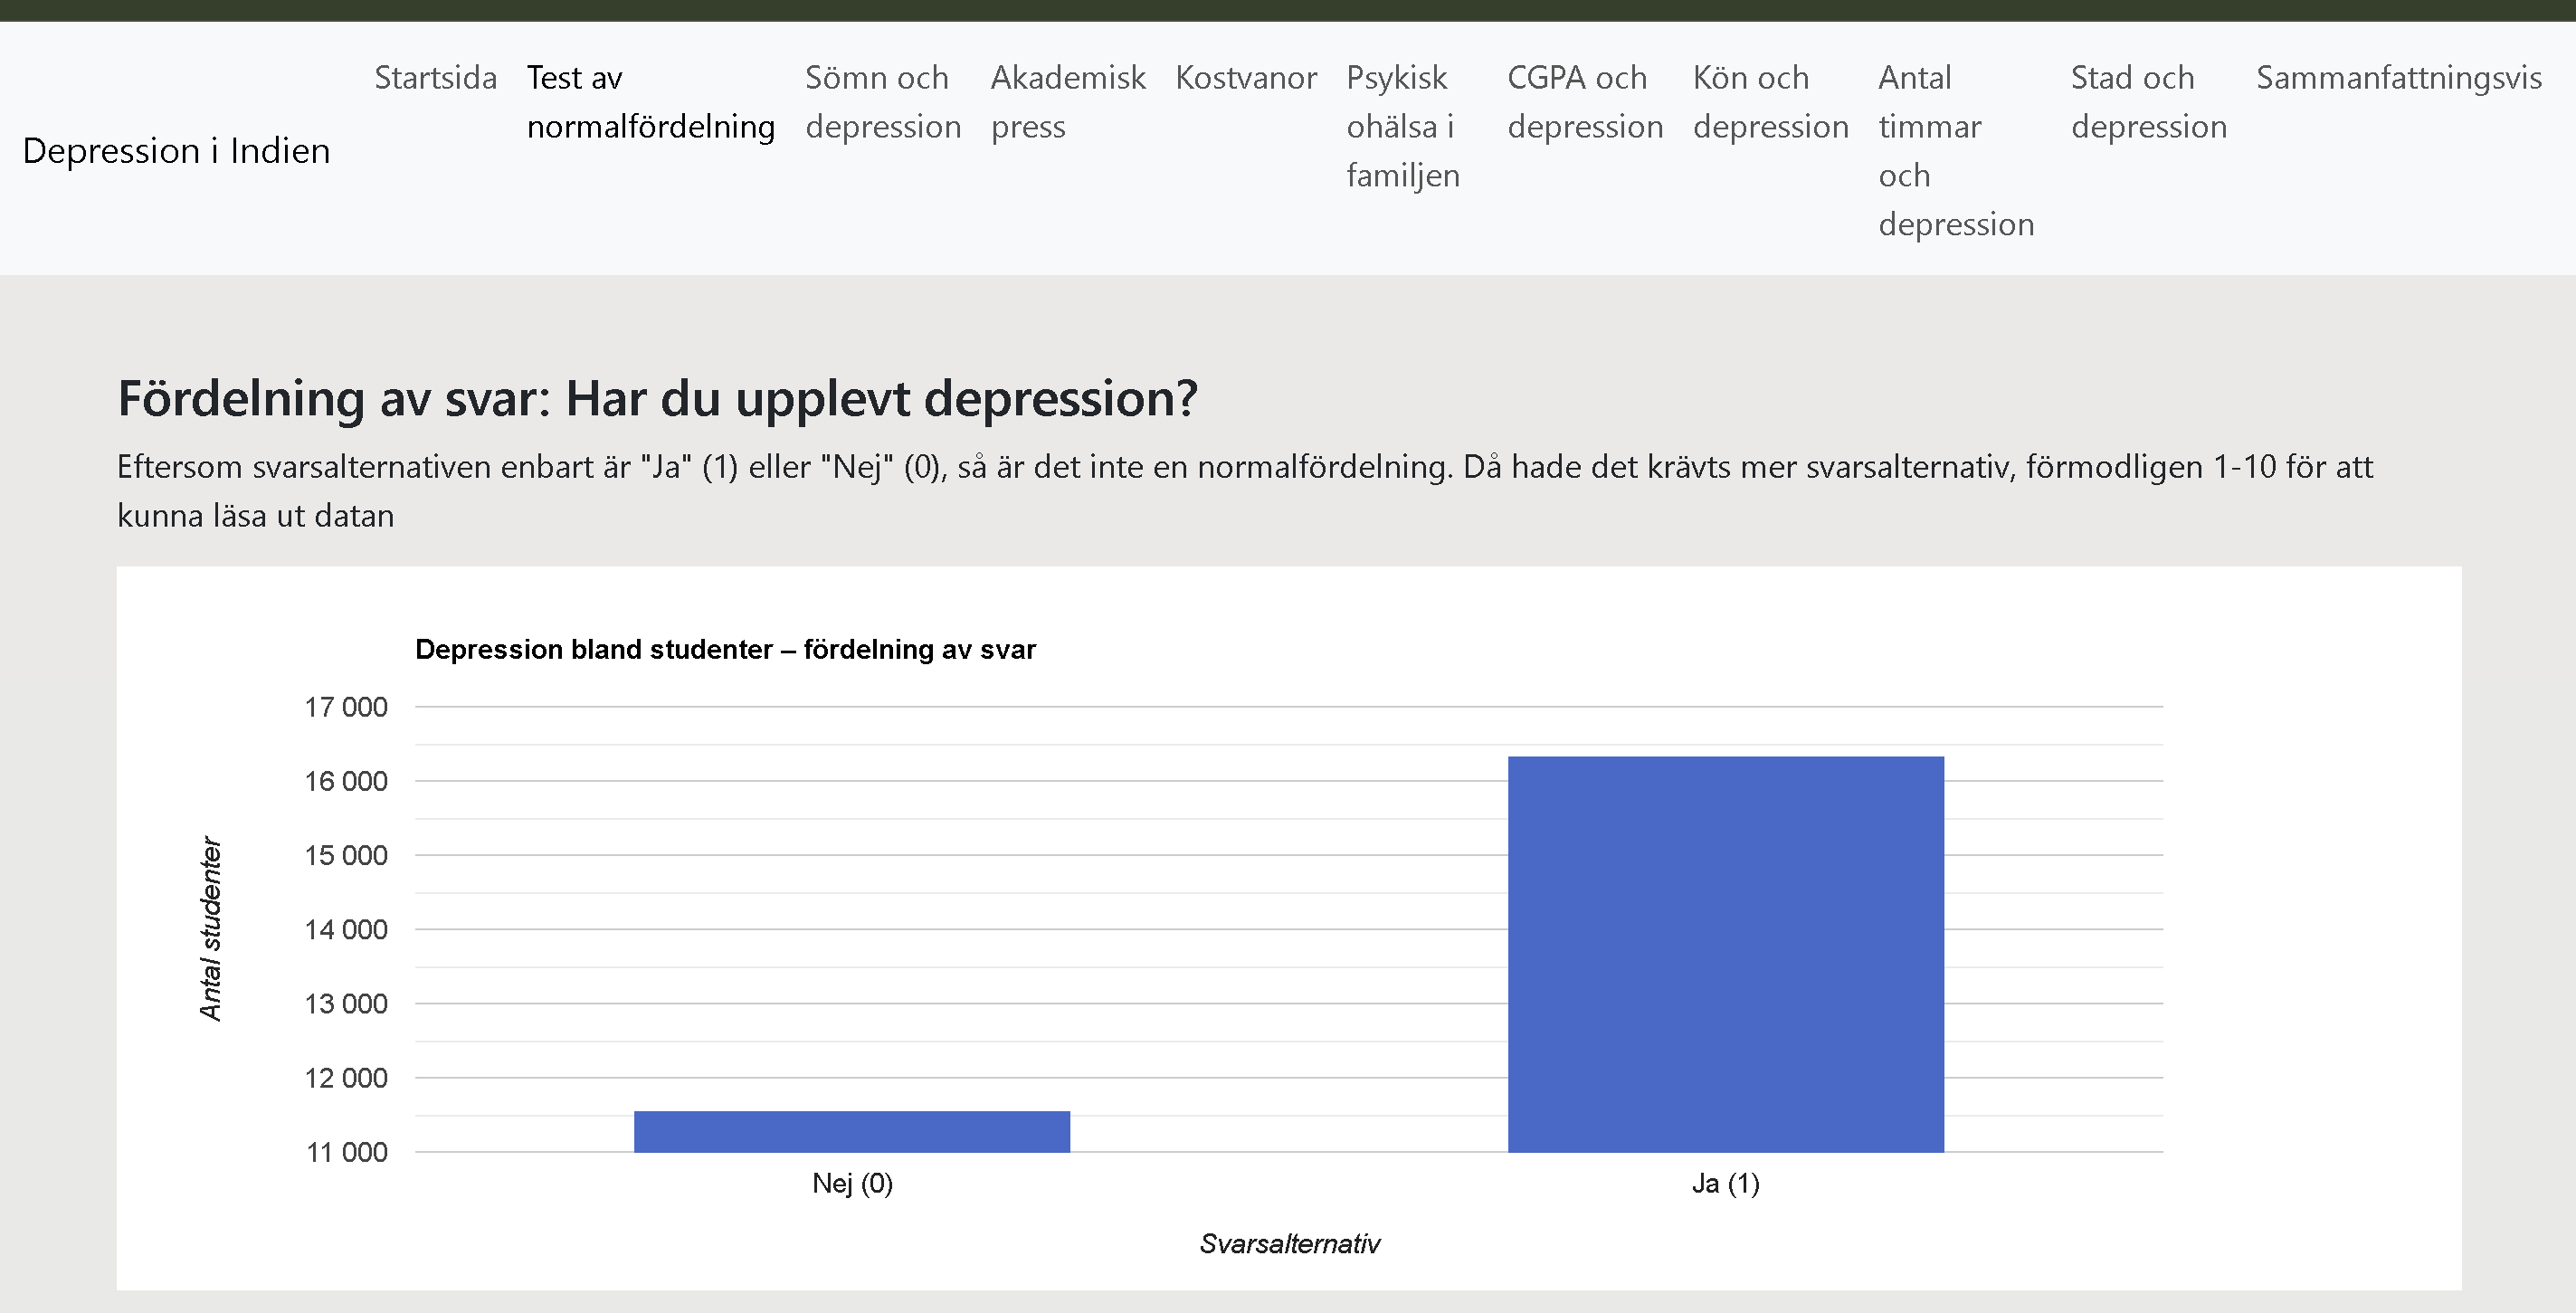 Depression i Indien
Startsida
Test av
normalfördelning
Sömn och
depression
Akademisk
press
Kostvanor
Psykisk
ohälsa i
familjen
CGPA och
depression
Kön och
depression
Antal
timmar
och
depression
Stad och
depression
Sammanfattningsvis
Fördelning av svar: Har du upplevt depression?
Eftersom svarsalternativen enbart är "Ja" (1) eller "Nej" (0), så är det inte en normalfördelning. Då hade det krävts mer svarsalternativ, förmodligen 1-10 för att
kunna läsa ut datan
Depression bland studenter – fördelning av svar
Antal studenter
17 000
16 000
15 000
14 000
13 000
12 000
11 000
Nej (0)
Ja (1)
Svarsalternativ